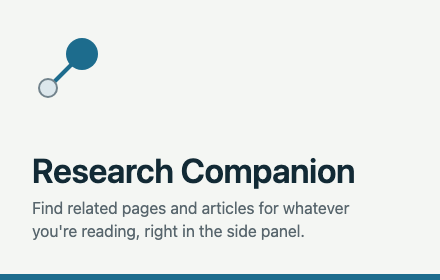 Research Companion
Find related pages and articles for whatever
you're reading, right in the side panel.